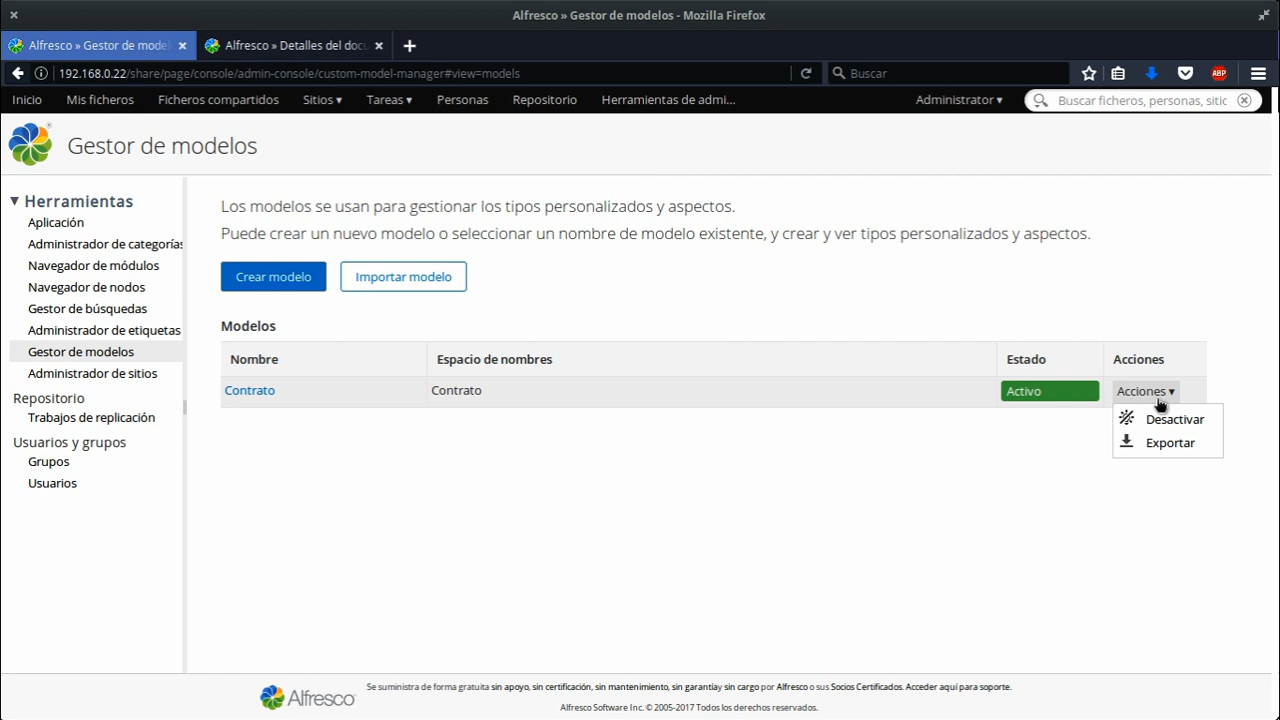 Alfresco » Gestor de modelos - Mozilla Firefox
Alfresco » Gestor de mode
Alfresco » Detalles del docu
192.168.0.22/share/page/console/admin-console/custom-model-manager#view=models
Buscar
ABP
Inicio
Mis ficheros
Ficheros compartidos
Sitios ▾
Tareas ▾
Personas
Repositorio
Herramientas de admi...
Administrator ▾
Buscar ficheros, personas, sitic
Gestor de modelos
Herramientas
Aplicación
Administrador de categorías
Navegador de módulos
Navegador de nodos
Gestor de búsquedas
Administrador de etiquetas
Gestor de modelos
Administrador de sitios
Repositorio
Trabajos de replicación
Usuarios y grupos
Grupos
Usuarios
Los modelos se usan para gestionar los tipos personalizados y aspectos.
Puede crear un nuevo modelo o seleccionar un nombre de modelo existente, y crear y ver tipos personalizados y aspectos.
Crear modelo
Importar modelo
Modelos
Nombre
Espacio de nombres
Estado
Acciones
Contrato
Contrato
Activo
Acciones ▾
Desactivar
Exportar
Alfresco
Se suministra de forma gratuita sin apoyo, sin certificación, sin mantenimiento, sin garantíay sin cargo por Alfresco o sus Socios Certificados. Acceder aquí para soporte.
Alfresco Software Inc. © 2005-2017 Todos los derechos reservados.